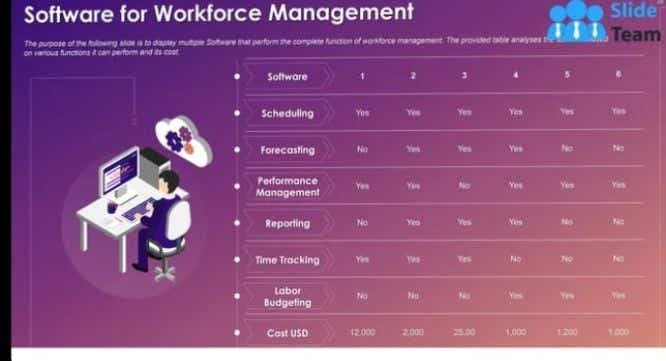 Software for Workforce Management
Slide
Team
The purpose of the following slide is to display multiple Software that perform the complete function of workforce management. The provided table analyses
on various functions it can perform and its cost
Software 1 2 3 4 5 6
Scheduling Yes Yes Yes Yes Yes Yes
Forecasting No Yes Yes Yes No No
Performance
Management Yes Yes No Yes Yes Yes
Reporting No Yes Yes Yes No No
Time Tracking Yes Yes Yes No No No
Labor
Budgeting No No No Yes Yes Yes
Cost USD 12,000 2,000 25,00 1,000 1,200 1,000